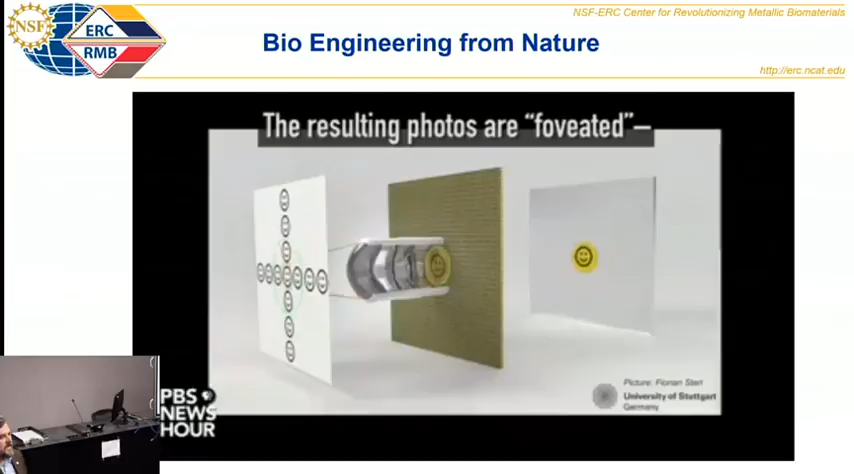 NSF-ERC Center for Revolutionizing Metallic Biomaterials
NSF
ERC
RMB
Bio Engineering from Nature
http://erc.ncat.edu
The resulting photos are "foveated"–
Picture: Florian Sterl
University of Stuttgart
Germany
PBS
NEWS
HOUR